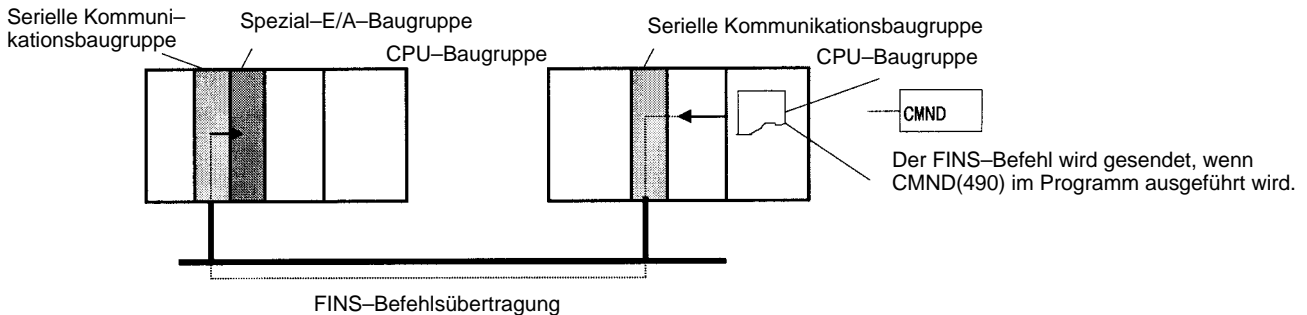 Serielle Kommuni–
kationsbaugruppe
Spezial–E/A–Baugruppe
CPU–Baugruppe
Serielle Kommunikationsbaugruppe
CPU–Baugruppe
CMND
Der FINS–Befehl wird gesendet, wenn
CMND(490) im Programm ausgeführt wird.
FINS–Befehlsübertragung